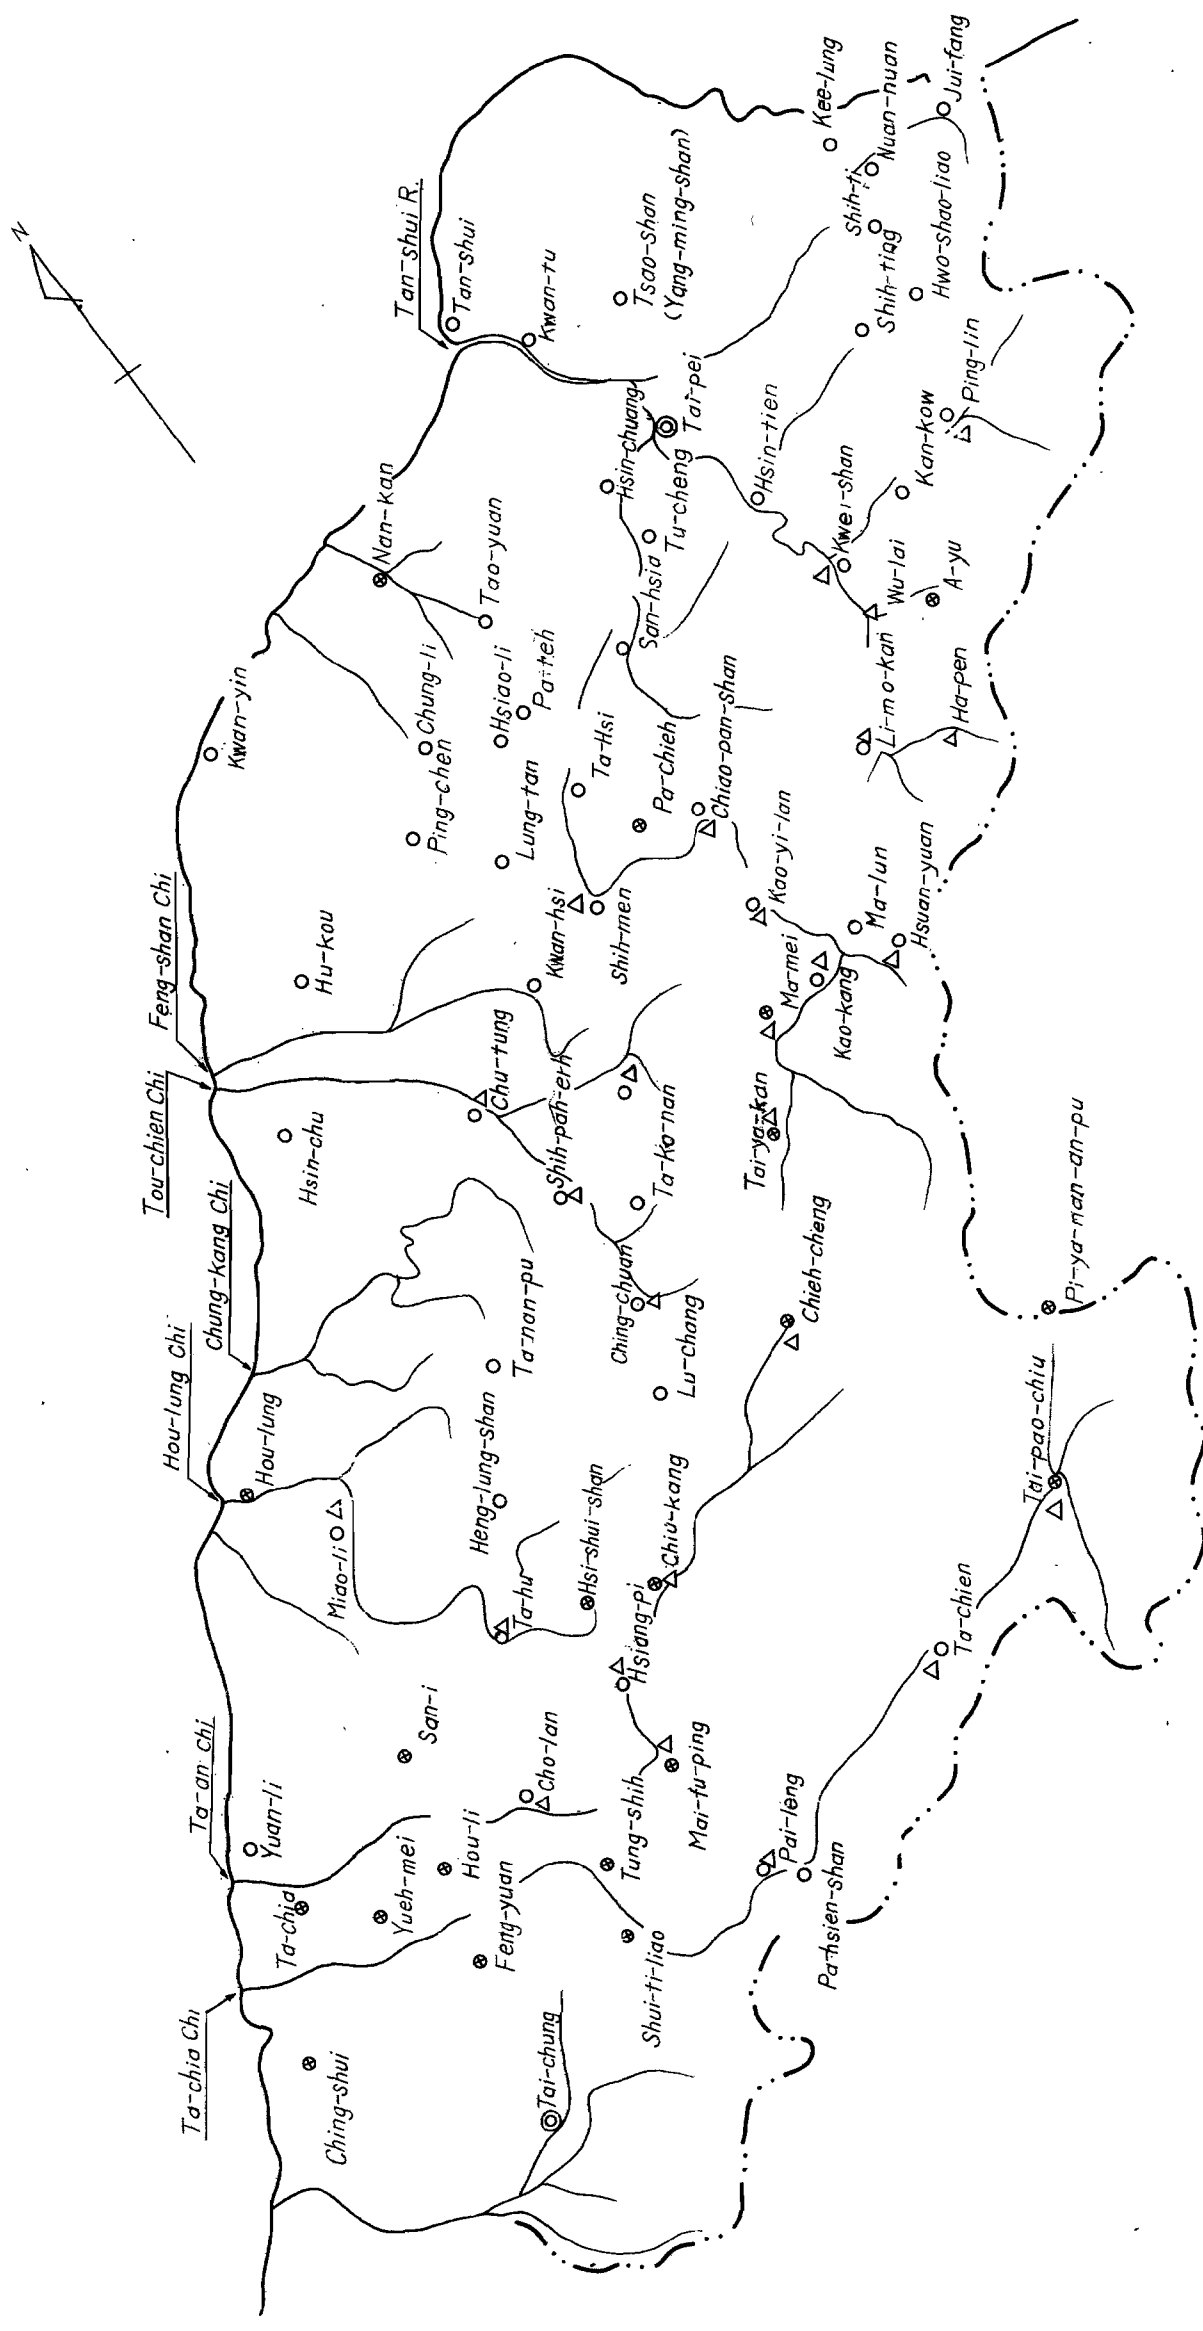 N
Tan-shui R.
Tan-shui
Kwan-tu
Tsao-shan
(Yang-ming-shan)
Kee-lung
Nuan-nuan
Jui-fang
Shih-ti
Shih-ting
Hwo-shao-liao
Ping-lin
Kan-kow
Tai-pei
Hsin-chuang
Tu-cheng
Hsin-tien
Kwei-shan
Wu-lai
A-yu
Nan-kan
Tao-yuan
San-hsia
Li-mo-kan
Ha-pen
Kwan-yin
Chung-li
Ping-chen
Hsiao-li
Pa-teh
Lung-tan
Ta-Hsi
Pa-chieh
Chiao-pan-shan
Kao-yi-lan
Ma-lun
Hsuan-yuan
Feng-shan Chi
Hu-kou
Kwan-hsi
Shih-men
Ma-mei
Kao-kang
Tou-chien Chi
Hsin-chu
Chu-tung
Shih-pah-erh
Ta-ko-nan
Tai-ya-kan
Pi-ya-nan-an-pu
Chung-kang Chi
Ta-nan-pu
Ching-chuan
Lu-chang
Chieh-cheng
Hou-lung Chi
Hou-lung
Miao-li
Heng-lung-shan
Ta-hu
Hsi-shui-shan
Chiu-kang
Hsiang-pi
Tai-pao-chiu
Ta-chien
Ta-an Chi
Yuan-li
San-i
Cho-lan
Mai-fu-ping
Tung-shih
Hou-li
Yueh-mei
Ta-chia
Feng-yuan
Shui-ti-liao
Pai-leng
Pa-hsien-shan
Ta-chia Chi
Ching-shui
Tai-chung